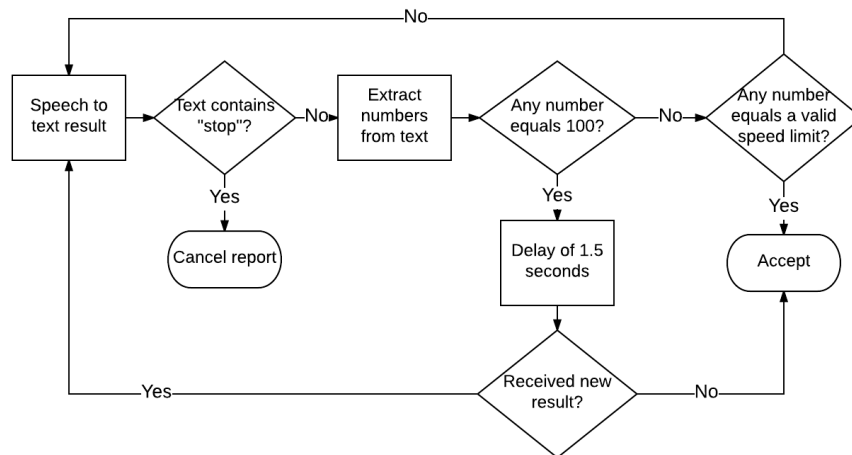 No
Speech to
text result
Text contains
"stop"?
No
Extract
numbers
from text
Any number
equals 100?
No
Any number
equals a valid
speed limit?
Yes
Cancel report
Yes
Delay of 1.5
seconds
Yes
Accept
Received new
result?
Yes
No